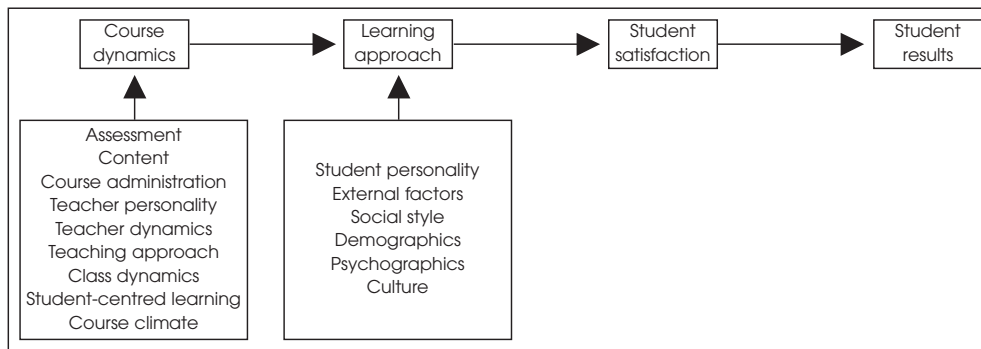 Course
dynamics
Learning
approach
Student
satisfaction
Student
results
Assessment
Content
Course administration
Teacher personality
Teacher dynamics
Teaching approach
Class dynamics
Student-centred learning
Course climate
Student personality
External factors
Social style
Demographics
Psychographics
Culture